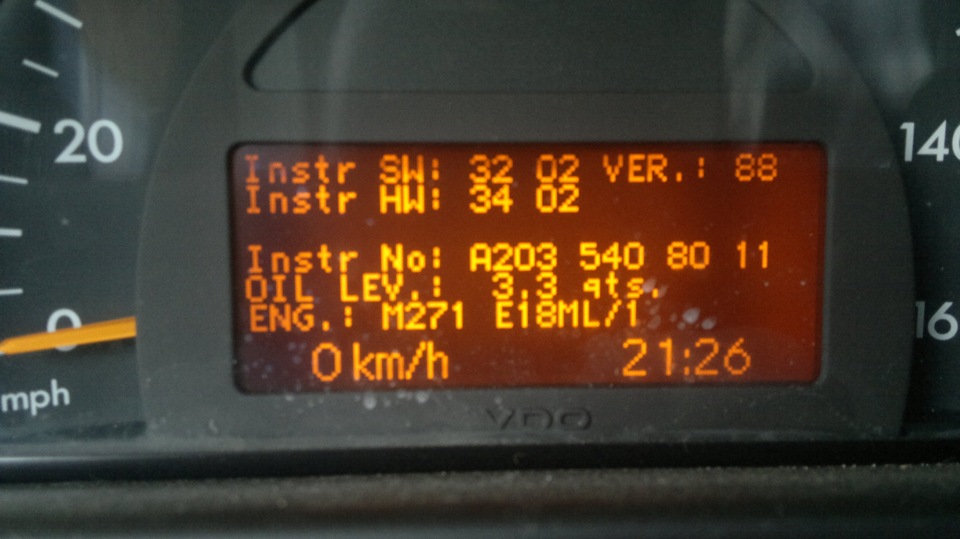 20
140
Instr SW: 32 02 VER.: 88
Instr HW: 34 02
Instr No: A203 540 80 11
OIL LEV.: 3.3 qts.
ENG.: M271 E18ML/1
0
16
0 km/h 21:26
mph
VDO